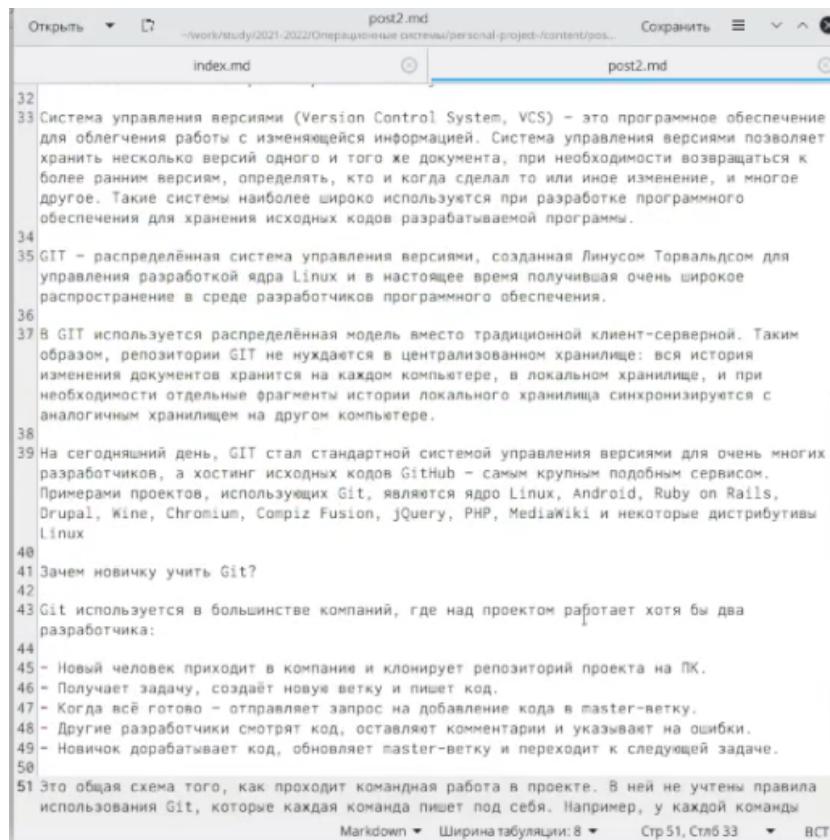 Открыть
post2.md
~/work/study/2021-2022/Операционные системы/personal-project-/content/pos...
Сохранить
index.md
post2.md
32
33 Система управления версиями (Version Control System, VCS) – это программное обеспечение
для облегчения работы с изменяющейся информацией. Система управления версиями позволяет
хранить несколько версий одного и того же документа, при необходимости возвращаться к
более ранним версиям, определять, кто и когда сделал то или иное изменение, и многое
другое. Такие системы наиболее широко используются при разработке программного
обеспечения для хранения исходных кодов разрабатываемой программы.
34
35 GIT – распределённая система управления версиями, созданная Линусом Торвальдсом для
управления разработкой ядра Linux и в настоящее время получившая очень широкое
распространение в среде разработчиков программного обеспечения.
36
37 В GIT используется распределённая модель вместо традиционной клиент-серверной. Таким
образом, репозитории GIT не нуждаются в централизованном хранилище: вся история
изменения документов хранится на каждом компьютере, в локальном хранилище, и при
необходимости отдельные фрагменты истории локального хранилища синхронизируются с
аналогичным хранилищем на другом компьютере.
38
39 На сегодняшний день, GIT стал стандартной системой управления версиями для очень многих
разработчиков, а хостинг исходных кодов GitHub – самым крупным подобным сервисом.
Примерами проектов, использующих Git, являются ядро Linux, Android, Ruby on Rails,
Drupal, Wine, Chromium, Compiz Fusion, jQuery, PHP, MediaWiki и некоторые дистрибутивы
Linux
40
41 Зачем новичку учить Git?
42
43 Git используется в большинстве компаний, где над проектом работает хотя бы два
разработчика:
44
45 – Новый человек приходит в компанию и клонирует репозиторий проекта на ПК.
46 – Получает задачу, создаёт новую ветку и пишет код.
47 – Когда всё готово – отправляет запрос на добавление кода в master-ветку.
48 – Другие разработчики смотрят код, оставляют комментарии и указывают на ошибки.
49 – Новичок дорабатывает код, обновляет master-ветку и переходит к следующей задаче.
50
51 Это общая схема того, как проходит командная работа в проекте. В ней не учтены правила
использования Git, которые каждая команда пишет под себя. Например, у каждой команды
Markdown Ширина табуляции: 8 Стр 51, Стлб 33 ВСТ